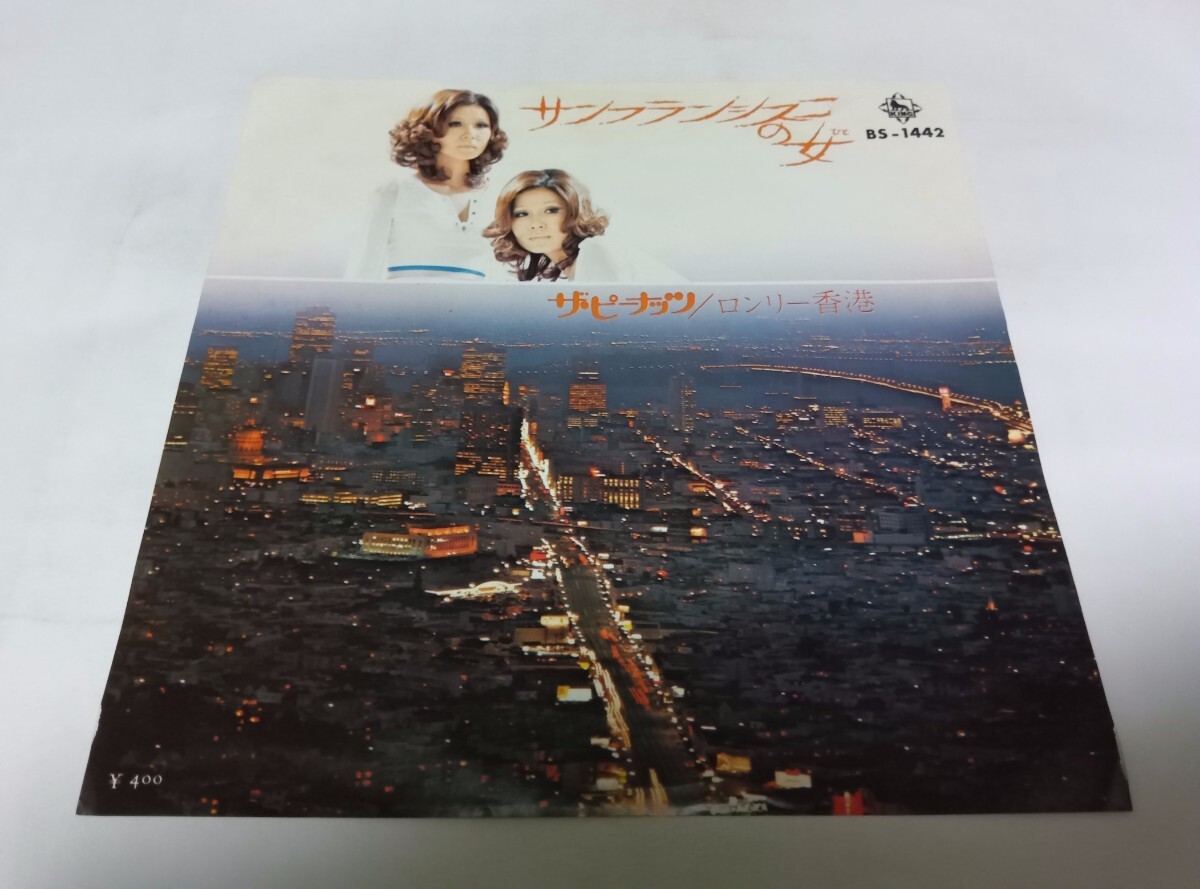 サンフランシスコ
の女
ひと
KING
BS-1442
ザ・ピーナッツ/ロンリー香港
¥ 400